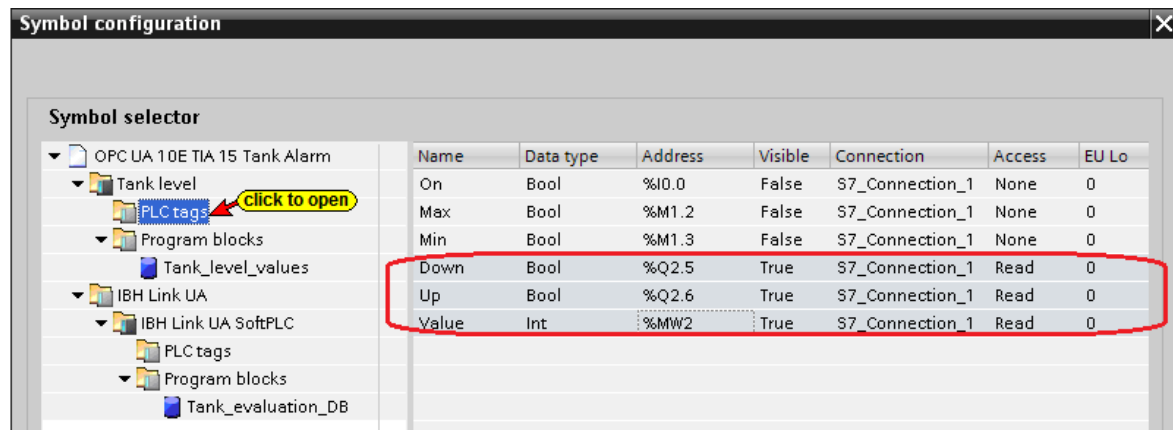 Symbol configuration
Symbol selector
OPC UA 10E TIA 15 Tank Alarm
Tank level
PLC tags click to open
Program blocks
Tank_level_values
IBH Link UA
IBH Link UA SoftPLC
PLC tags
Program blocks
Tank_evaluation_DB
Name Data type Address Visible Connection Access EU Lo
On Bool %I0.0 False S7_Connection_1 None 0
Max Bool %M1.2 False S7_Connection_1 None 0
Min Bool %M1.3 False S7_Connection_1 None 0
Down Bool %Q2.5 True S7_Connection_1 Read 0
Up Bool %Q2.6 True S7_Connection_1 Read 0
Value Int %MW2 True S7_Connection_1 Read 0